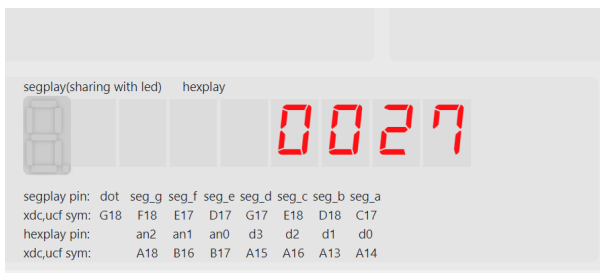 segplay(sharing with led) hexplay
0027
segplay pin: dot seg_g seg_f seg_e seg_d seg_c seg_b seg_a
xdc,ucf sym: G18 F18 E17 D17 G17 E18 D18 C17
hexplay pin: an2 an1 an0 d3 d2 d1 d0
xdc,ucf sym: A18 B16 B17 A15 A16 A13 A14